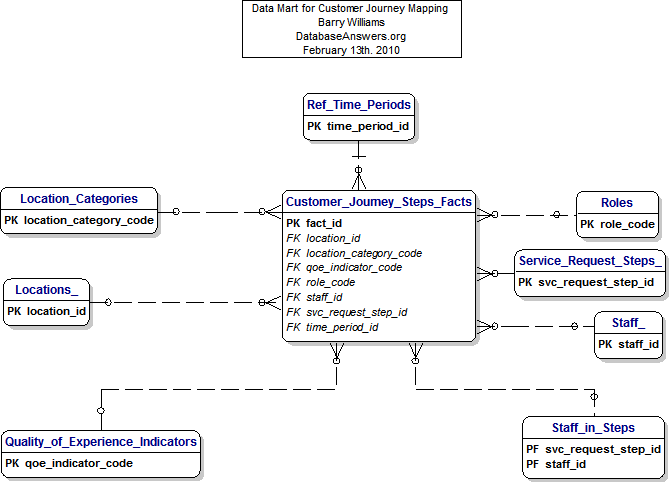 Data Mart for Customer Journey Mapping
Barry Williams
DatabaseAnswers.org
February 13th. 2010
Ref_Time_Periods
PK time_period_id
Location_Categories
PK location_category_code
Locations_
PK location_id
Customer_Journey_Steps_Facts
PK fact_id
FK location_id
FK location_category_code
FK qoe_indicator_code
FK role_code
FK staff_id
FK svc_request_step_id
FK time_period_id
Roles
PK role_code
Service_Request_Steps_
PK svc_request_step_id
Staff_
PK staff_id
Quality_of_Experience_Indicators
PK qoe_indicator_code
Staff_in_Steps
PF svc_request_step_id
PF staff_id